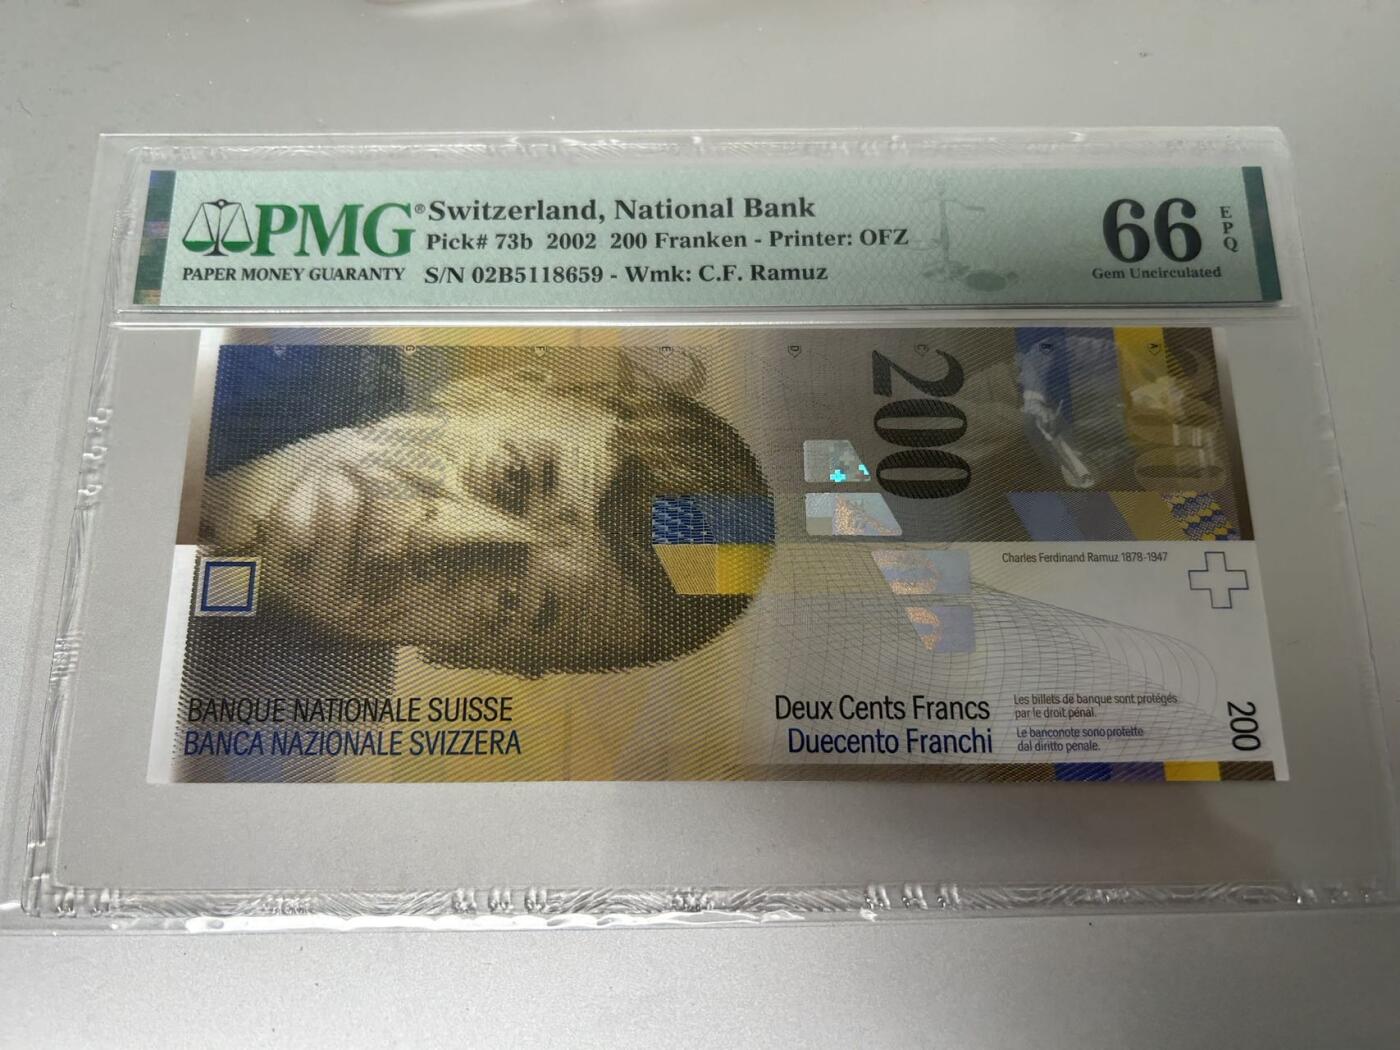 PMG®
PAPER MONEY GUARANTY
Switzerland, National Bank
Pick# 73b 2002 200 Franken - Printer: OFZ
S/N 02B5118659 - Wmk: C.F. Ramuz
66
EPQ
Gem Uncirculated
200
Charles Ferdinand Ramuz 1878-1947
BANQUE NATIONALE SUISSE
BANCA NAZIONALE SVIZZERA
Deux Cents Francs
Duecento Franchi
Les billets de banque sont protégés
par le droit pénal.
Le banconote sono protette
dal diritto penale.
200